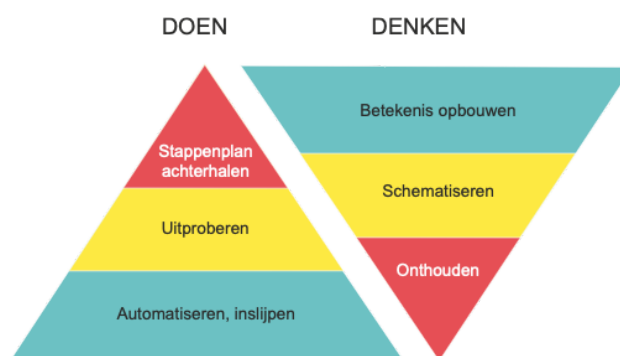 DOEN
DENKEN
Stappenplan
achterhalen
Uitproberen
Automatiseren, inslijpen
Betekenis opbouwen
Schematiseren
Onthouden